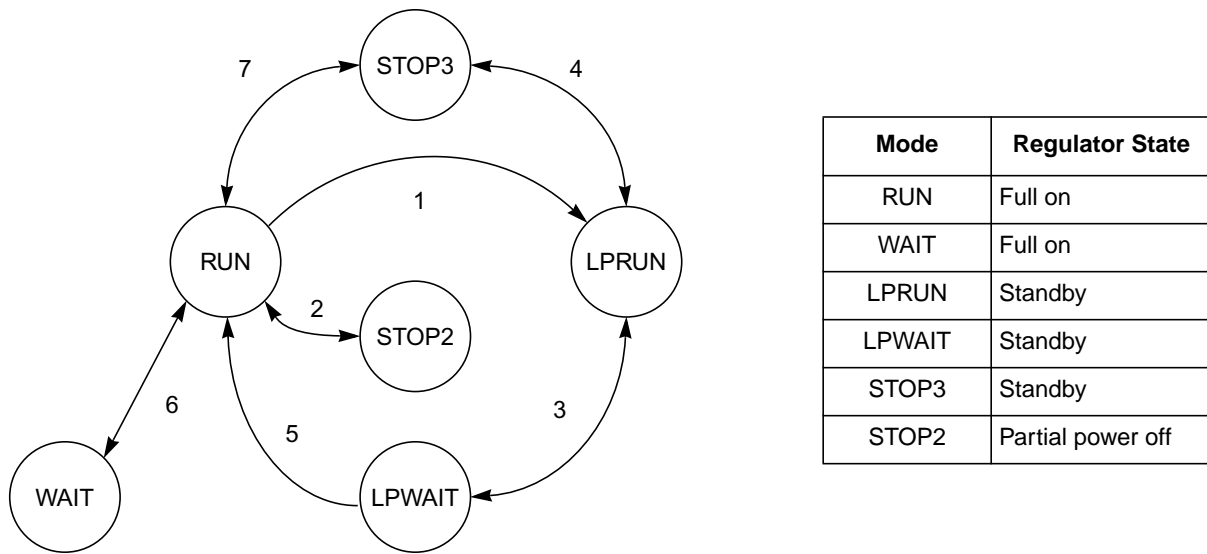 STOP3
7
4
1
RUN
LPRUN
2
STOP2
6
5
3
WAIT
LPWAIT
Mode Regulator State
RUN Full on
WAIT Full on
LPRUN Standby
LPWAIT Standby
STOP3 Standby
STOP2 Partial power off